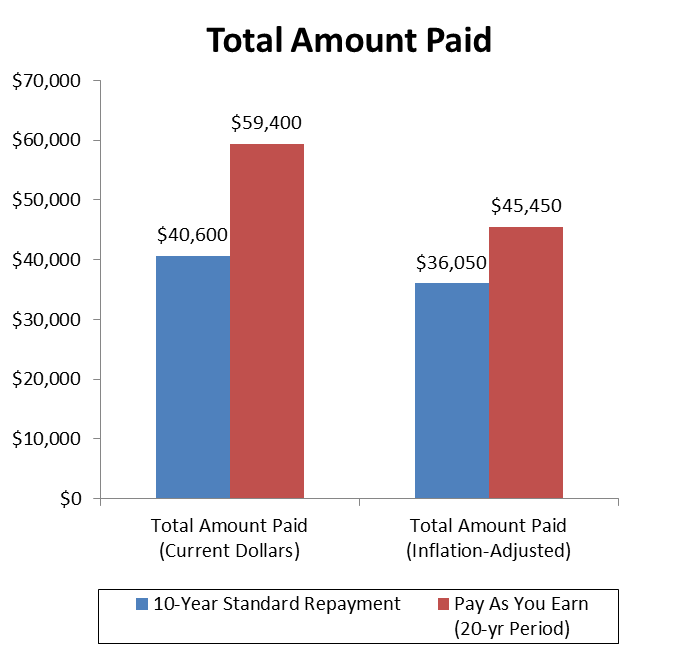 Total Amount Paid
$70,000
$60,000
$50,000
$40,000
$30,000
$20,000
$10,000
$0
$59,400
$40,600
$45,450
$36,050
Total Amount Paid
(Current Dollars)
Total Amount Paid
(Inflation-Adjusted)
10-Year Standard Repayment
Pay As You Earn
(20-yr Period)